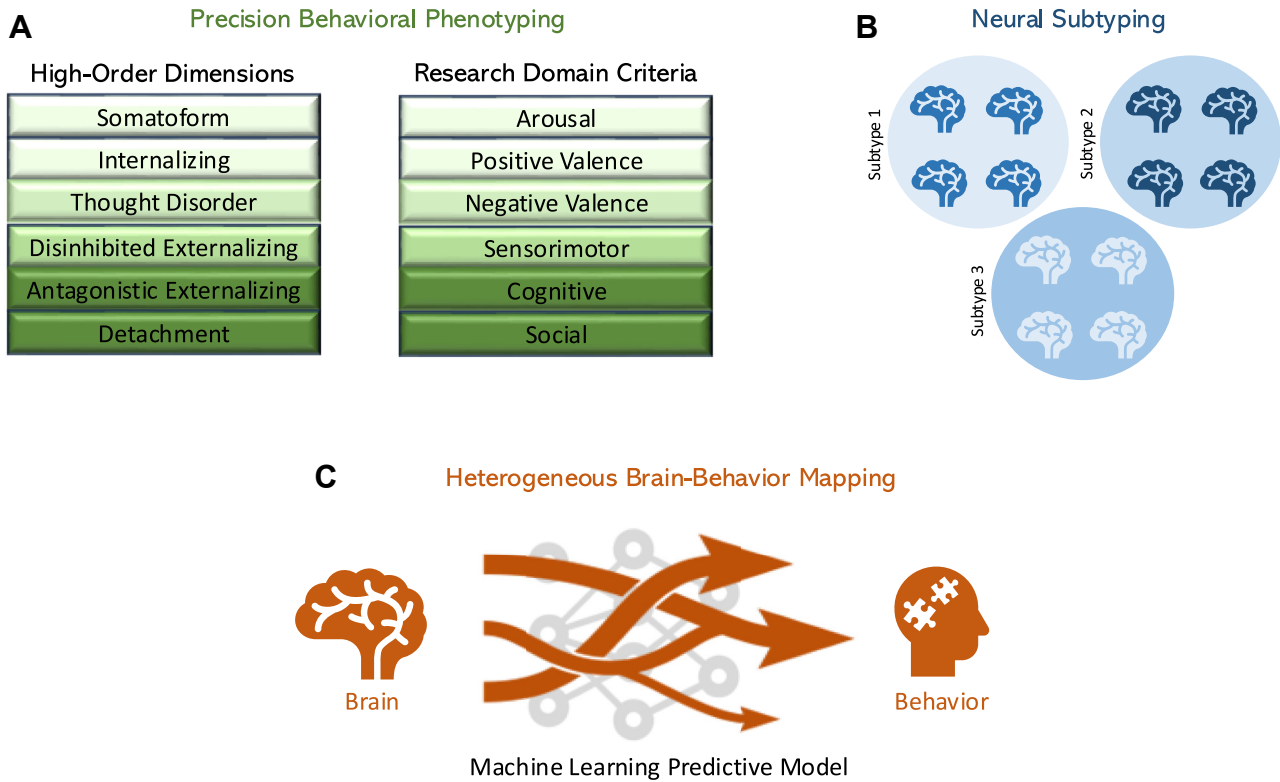 A
Precision Behavioral Phenotyping
High-Order Dimensions
Somatoform
Internalizing
Thought Disorder
Disinhibited Externalizing
Antagonistic Externalizing
Detachment
Research Domain Criteria
Arousal
Positive Valence
Negative Valence
Sensorimotor
Cognitive
Social
B
Neural Subtyping
Subtype 1
Subtype 2
Subtype 3
C
Heterogeneous Brain-Behavior Mapping
Brain
Behavior
Machine Learning Predictive Model